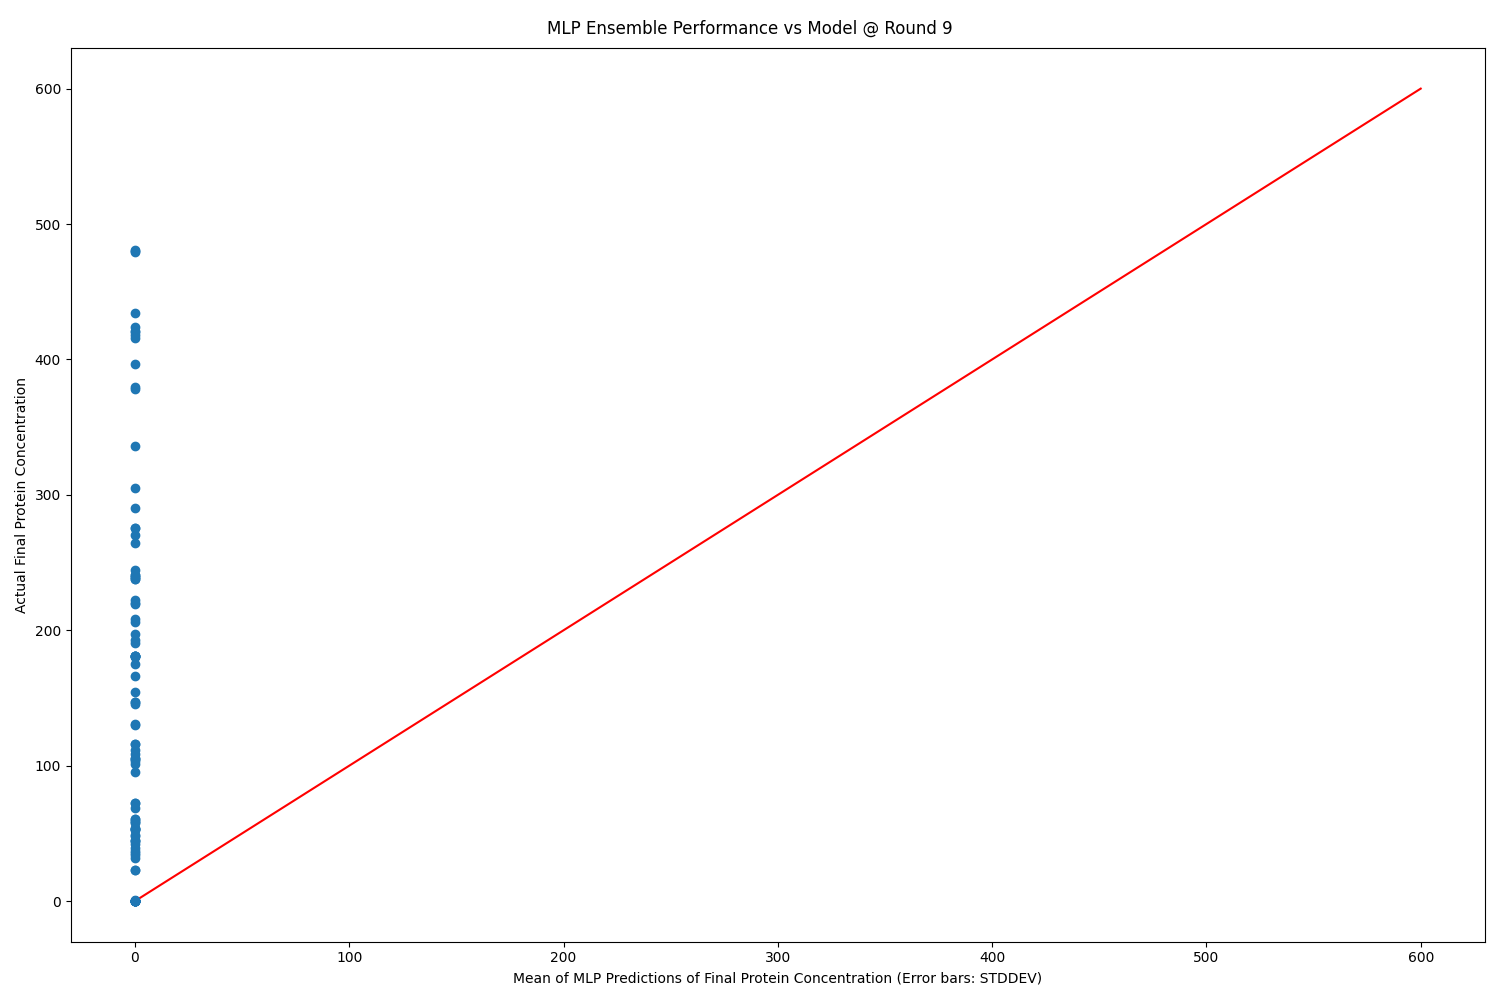 MLP Ensemble Performance vs Model @ Round 9
600
500
400
300
200
100
0
Actual Final Protein Concentration
0 100 200 300 400 500 600
Mean of MLP Predictions of Final Protein Concentration (Error bars: STDDEV)